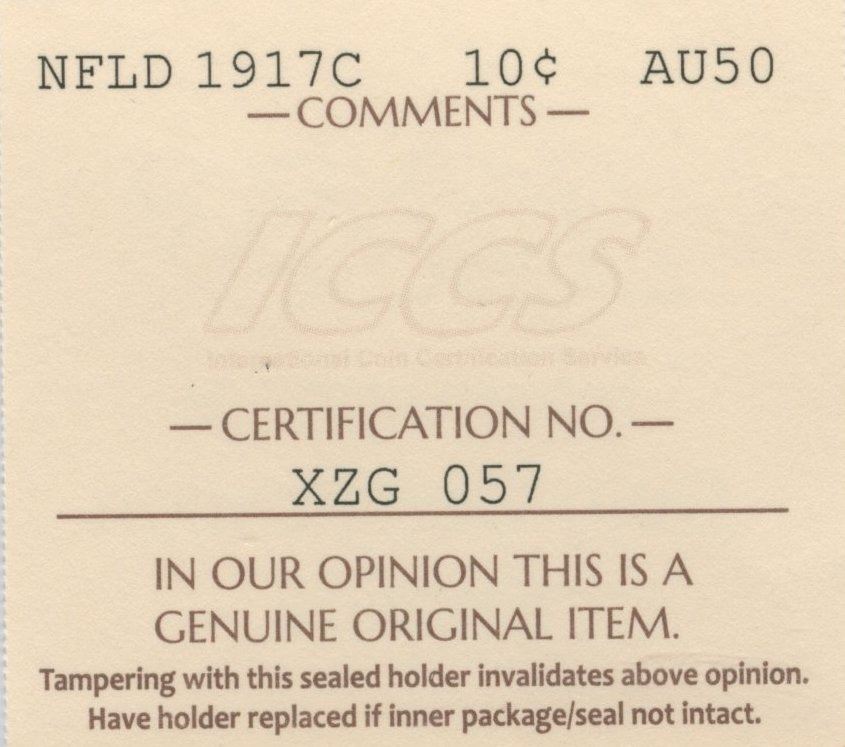 NFLD 1917C 10¢ AU50
— COMMENTS —
ICCS
International Coin Certification Service
— CERTIFICATION NO. —
XZG 057
IN OUR OPINION THIS IS A
GENUINE ORIGINAL ITEM.
Tampering with this sealed holder invalidates above opinion.
Have holder replaced if inner package/seal not intact.